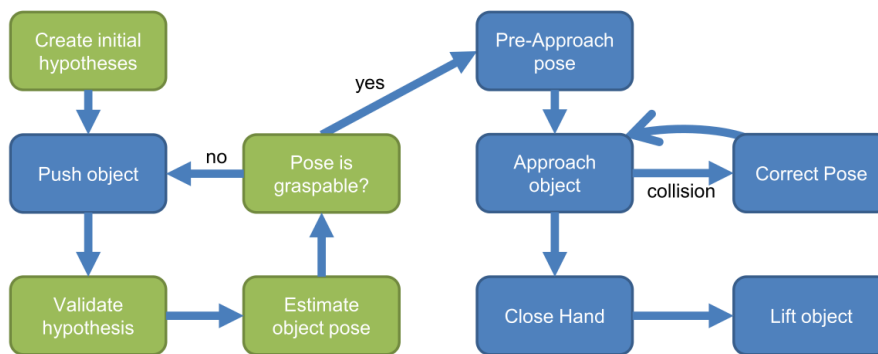 Create initial
hypotheses
Push object
Validate
hypothesis
Estimate
object pose
Pose is
graspable?
no
yes
Pre-Approach
pose
Approach
object
collision
Correct Pose
Close Hand
Lift object